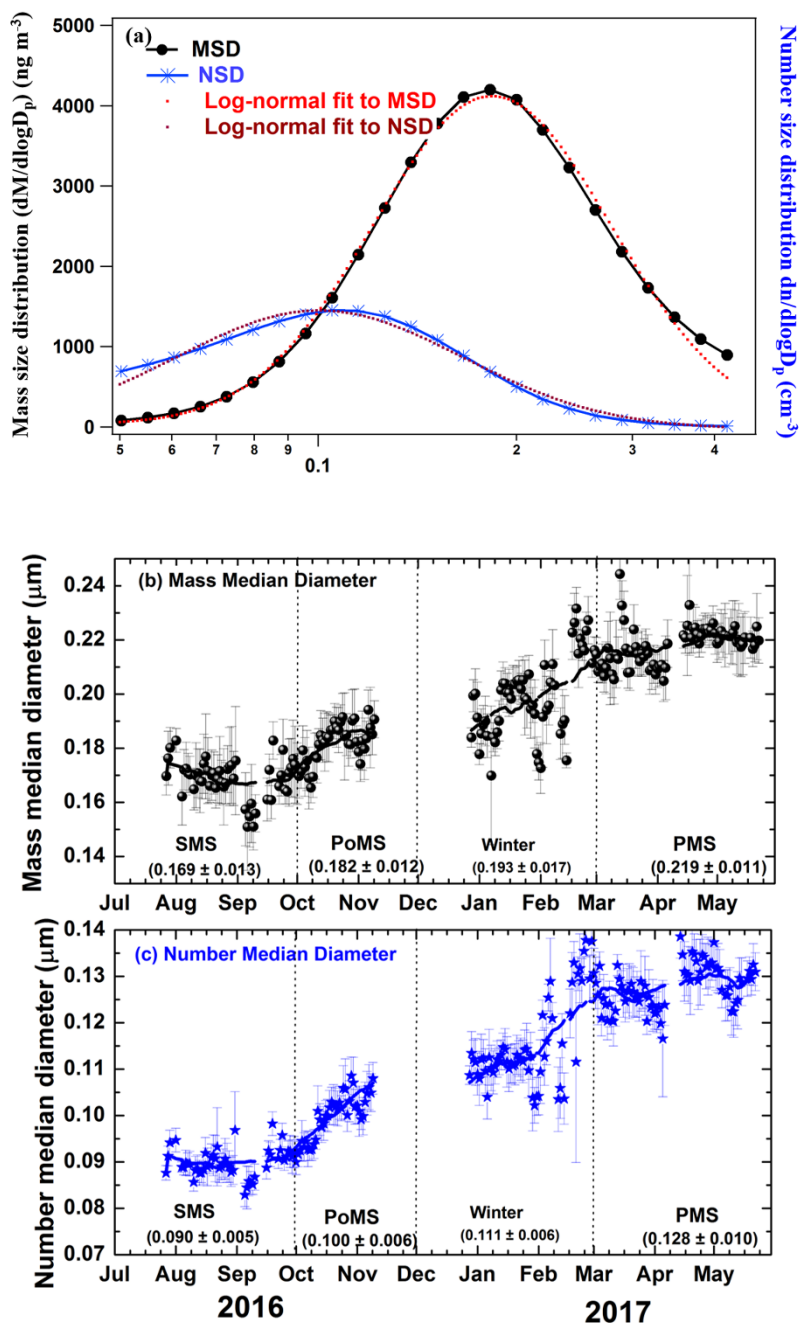 (a)
MSD
NSD
Log-normal fit to MSD
Log-normal fit to NSD
Mass size distribution (dM/dlogDp) (ng m-3)
Number size distribution dn/dlogDp (cm-3)
5000
4000
3000
2000
1000
0
5 6 7 8 9 0.1 2 3 4
(b) Mass Median Diameter
Mass median diameter (μm)
0.24
0.22
0.20
0.18
0.16
0.14
SMS
(0.169 ± 0.013)
PoMS
(0.182 ± 0.012)
Winter
(0.193 ± 0.017)
PMS
(0.219 ± 0.011)
Jul Aug Sep Oct Nov Dec Jan Feb Mar Apr May
(c) Number Median Diameter
Number median diameter (μm)
0.14
0.13
0.12
0.11
0.10
0.09
0.08
0.07
SMS
(0.090 ± 0.005)
PoMS
(0.100 ± 0.006)
Winter
(0.111 ± 0.006)
PMS
(0.128 ± 0.010)
Jul Aug Sep Oct Nov Dec Jan Feb Mar Apr May
2016 2017